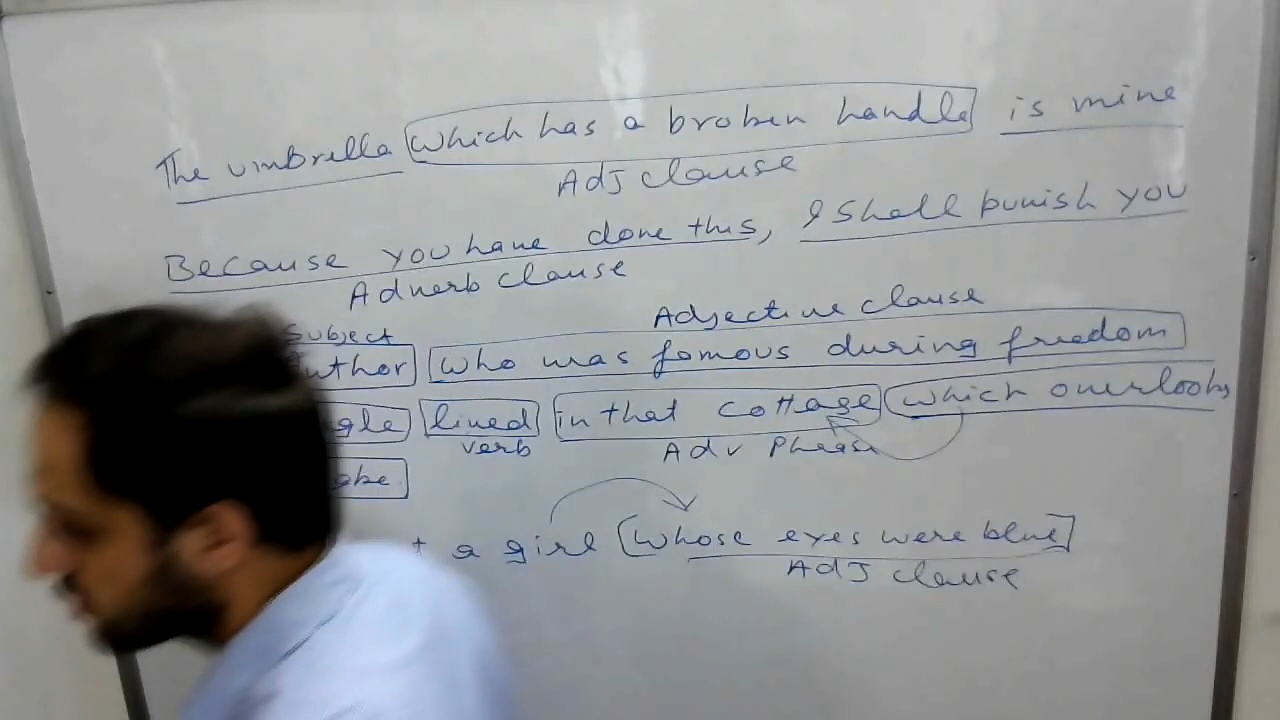 The umbrella which has a broken handle is mine
Adj clause
Because you have done this, I shall punish you
Adverb clause
Subject Adjective clause
who was famous during freedom
lived in that cottage which overlooks
verb Adv Phrase
a girl whose eyes were blue
Adj clause